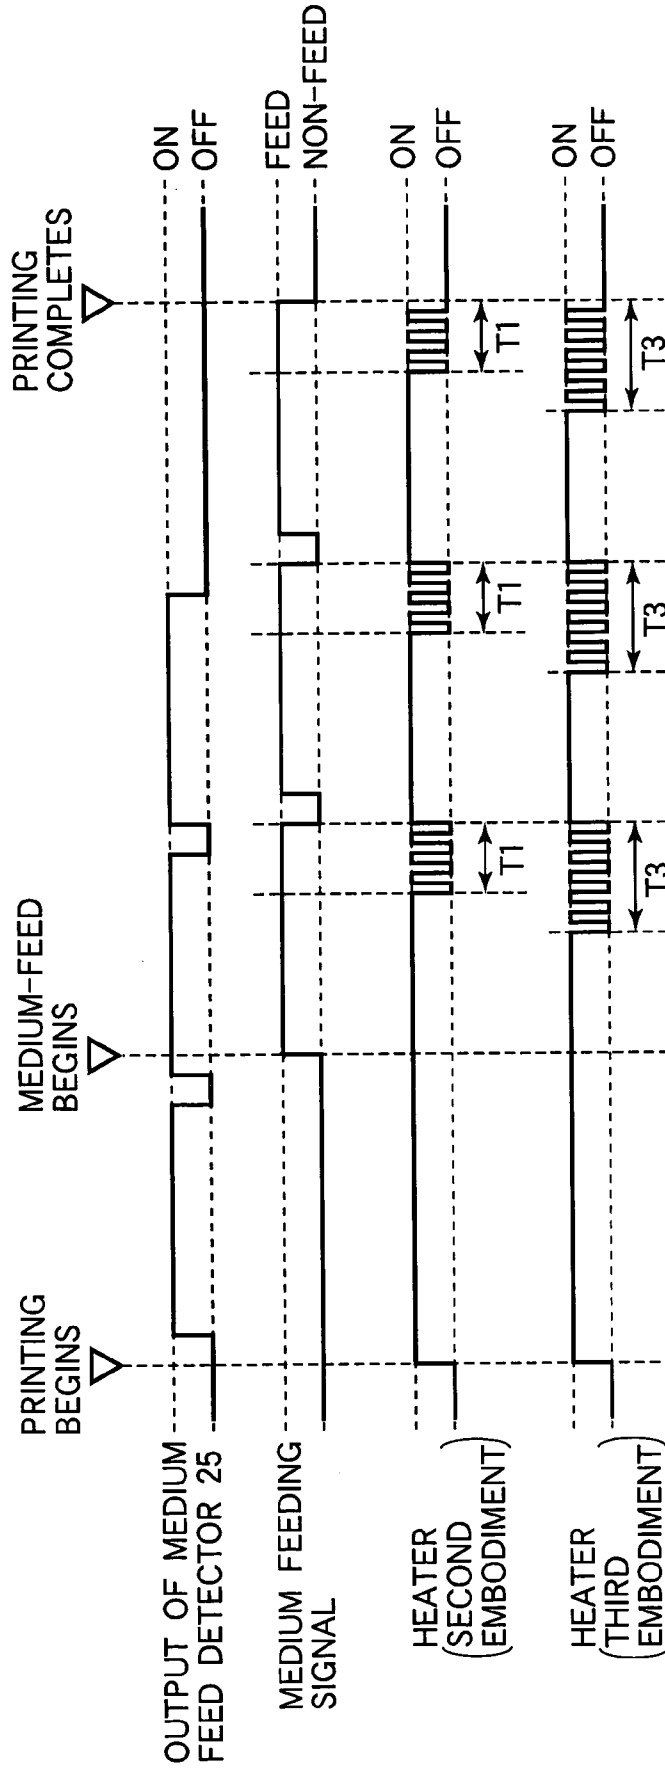 PRINTING
BEGINS
MEDIUM-FEED
BEGINS
PRINTING
COMPLETES
OUTPUT OF MEDIUM
FEED DETECTOR 25
ON
OFF
MEDIUM FEEDING
SIGNAL
FEED
NON-FEED
HEATER
(SECOND
EMBODIMENT)
ON
OFF
T1
T1
T1
HEATER
(THIRD
EMBODIMENT)
ON
OFF
T3
T3
T3